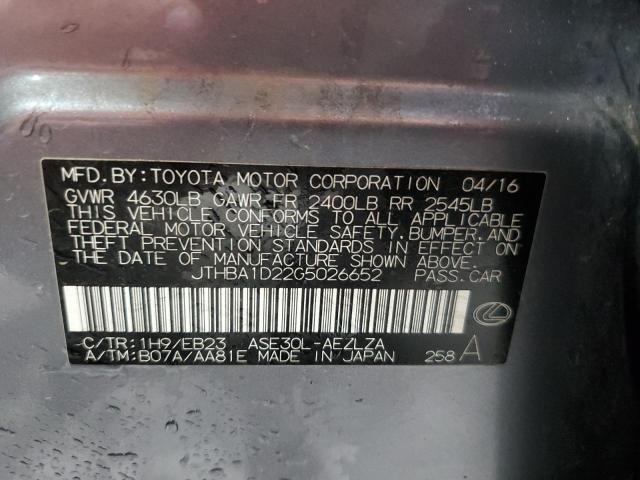 MFD.BY:TOYOTA MOTOR CORPORATION 04/16
GVWR 4630LB GAWR FR 2400LB RR 2545LB
THIS VEHICLE CONFORMS TO ALL APPLICABLE
FEDERAL MOTOR VEHICLE SAFETY,BUMPER,AND
THEFT PREVENTION STANDARDS IN EFFECT ON
THE DATE OF MANUFACTURE SHOWN ABOVE.
JTHBA1D22G5026652 PASS.CAR
C/TR:1H9/EB23 ASE30L-AEZLZA
A/TM:B07A/AA81E MADE IN JAPAN 258 A